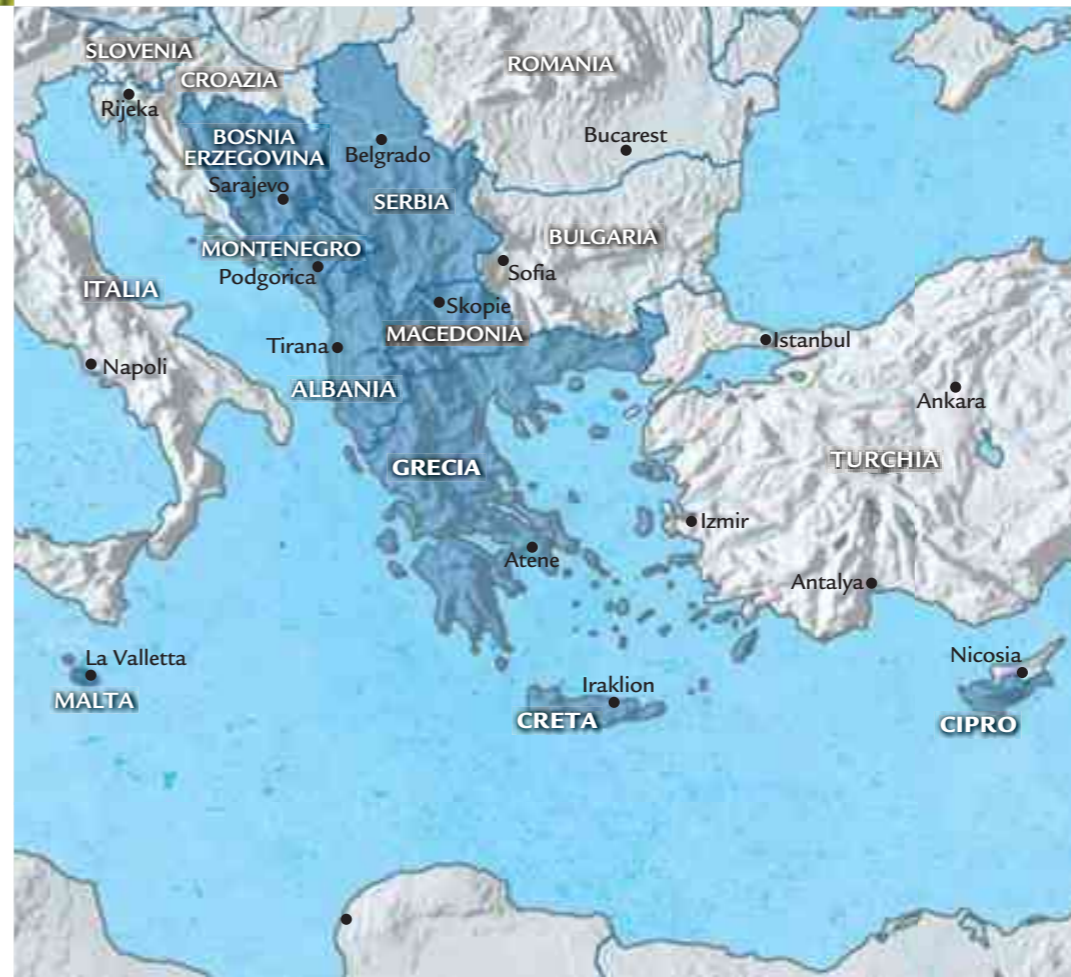 SLOVENIA
CROAZIA
ROMANIA
Rijeka
BOSNIA
ERZEGOVINA
Belgrado
Bucarest
Sarajevo
SERBIA
MONTENEGRO
Podgorica
BULGARIA
Sofia
ITALIA
Skopie
MACEDONIA
Istanbul
Tirana
Napoli
ALBANIA
Ankara
GRECIA
TURCHIA
Izmir
Atene
Antalya
La Valletta
MALTA
Iraklion
CRETA
Nicosia
CIPRO